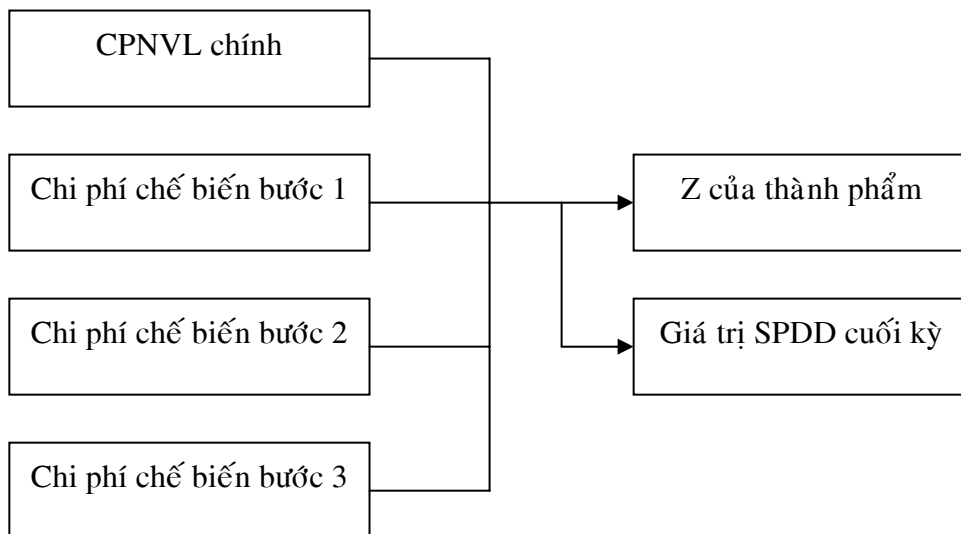 CPNVL chính
Chi phí chế biến bước 1
Z của thành phẩm
Chi phí chế biến bước 2
Giá trị SPDD cuối kỳ
Chi phí chế biến bước 3